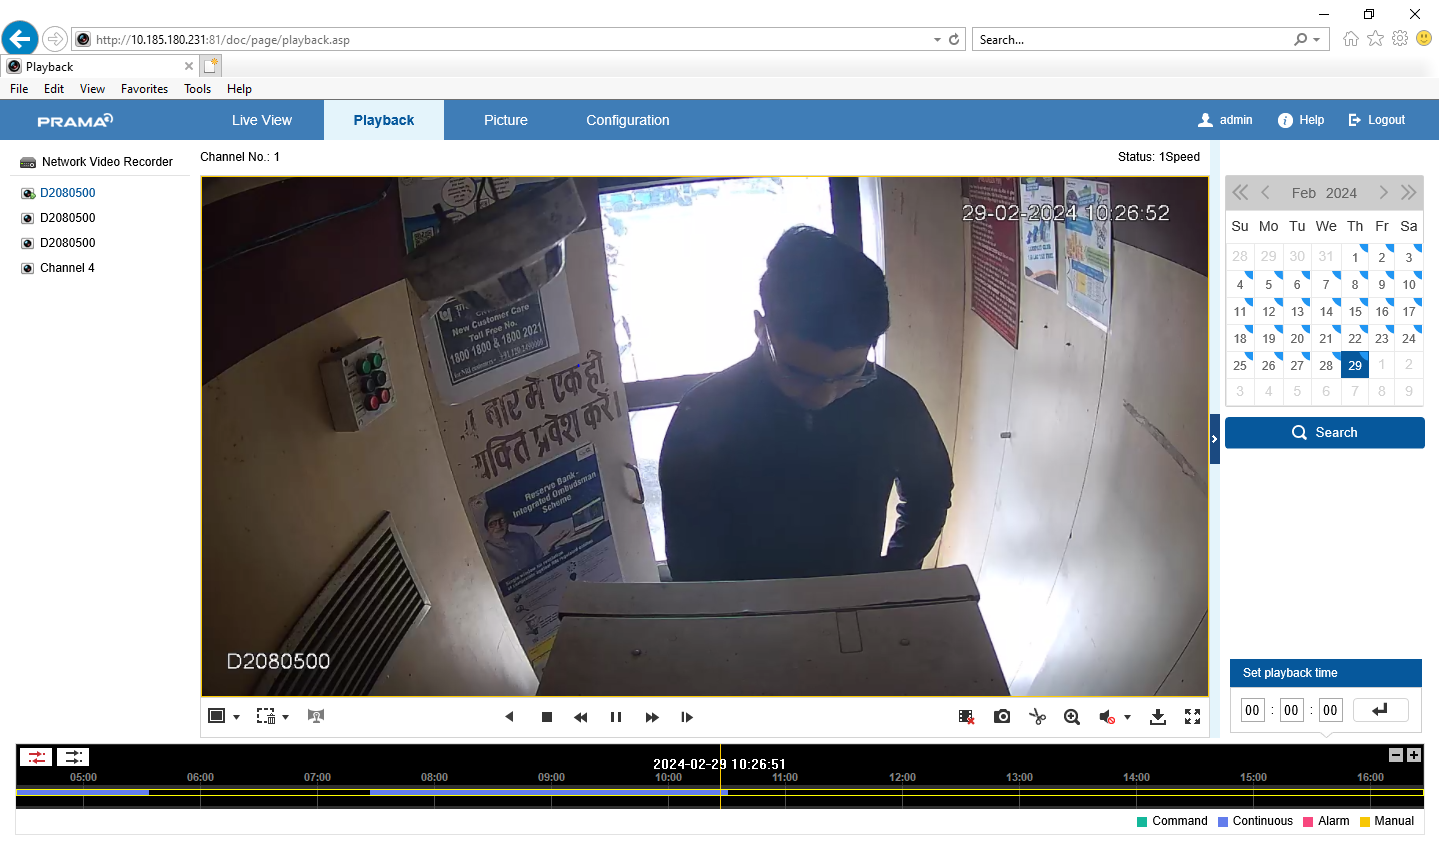 http://10.185.180.231:81/doc/page/playback.asp
Search...
Playback
File Edit View Favorites Tools Help
PRAMA
Live View Playback Picture Configuration
admin Help Logout
Network Video Recorder
D2080500
D2080500
D2080500
Channel 4
Channel No.: 1
Status: 1Speed
29-02-2024 10:26:52
New Customer Care
Toll Free No.
1800 1800 & 1800 2021
बार में एक ही
प्रवेश करें।
Reserve Bank-
Integrated Ombudsman
Scheme
D2080500
Feb 2024
Su Mo Tu We Th Fr Sa
28 29 30 31 1 2 3
4 5 6 7 8 9 10
11 12 13 14 15 16 17
18 19 20 21 22 23 24
25 26 27 28 29 1 2
3 4 5 6 7 8 9
Search
Set playback time
00 : 00 : 00
2024-02-29 10:26:51
05:00 06:00 07:00 08:00 09:00 10:00 11:00 12:00 13:00 14:00 15:00 16:00
Command Continuous Alarm Manual